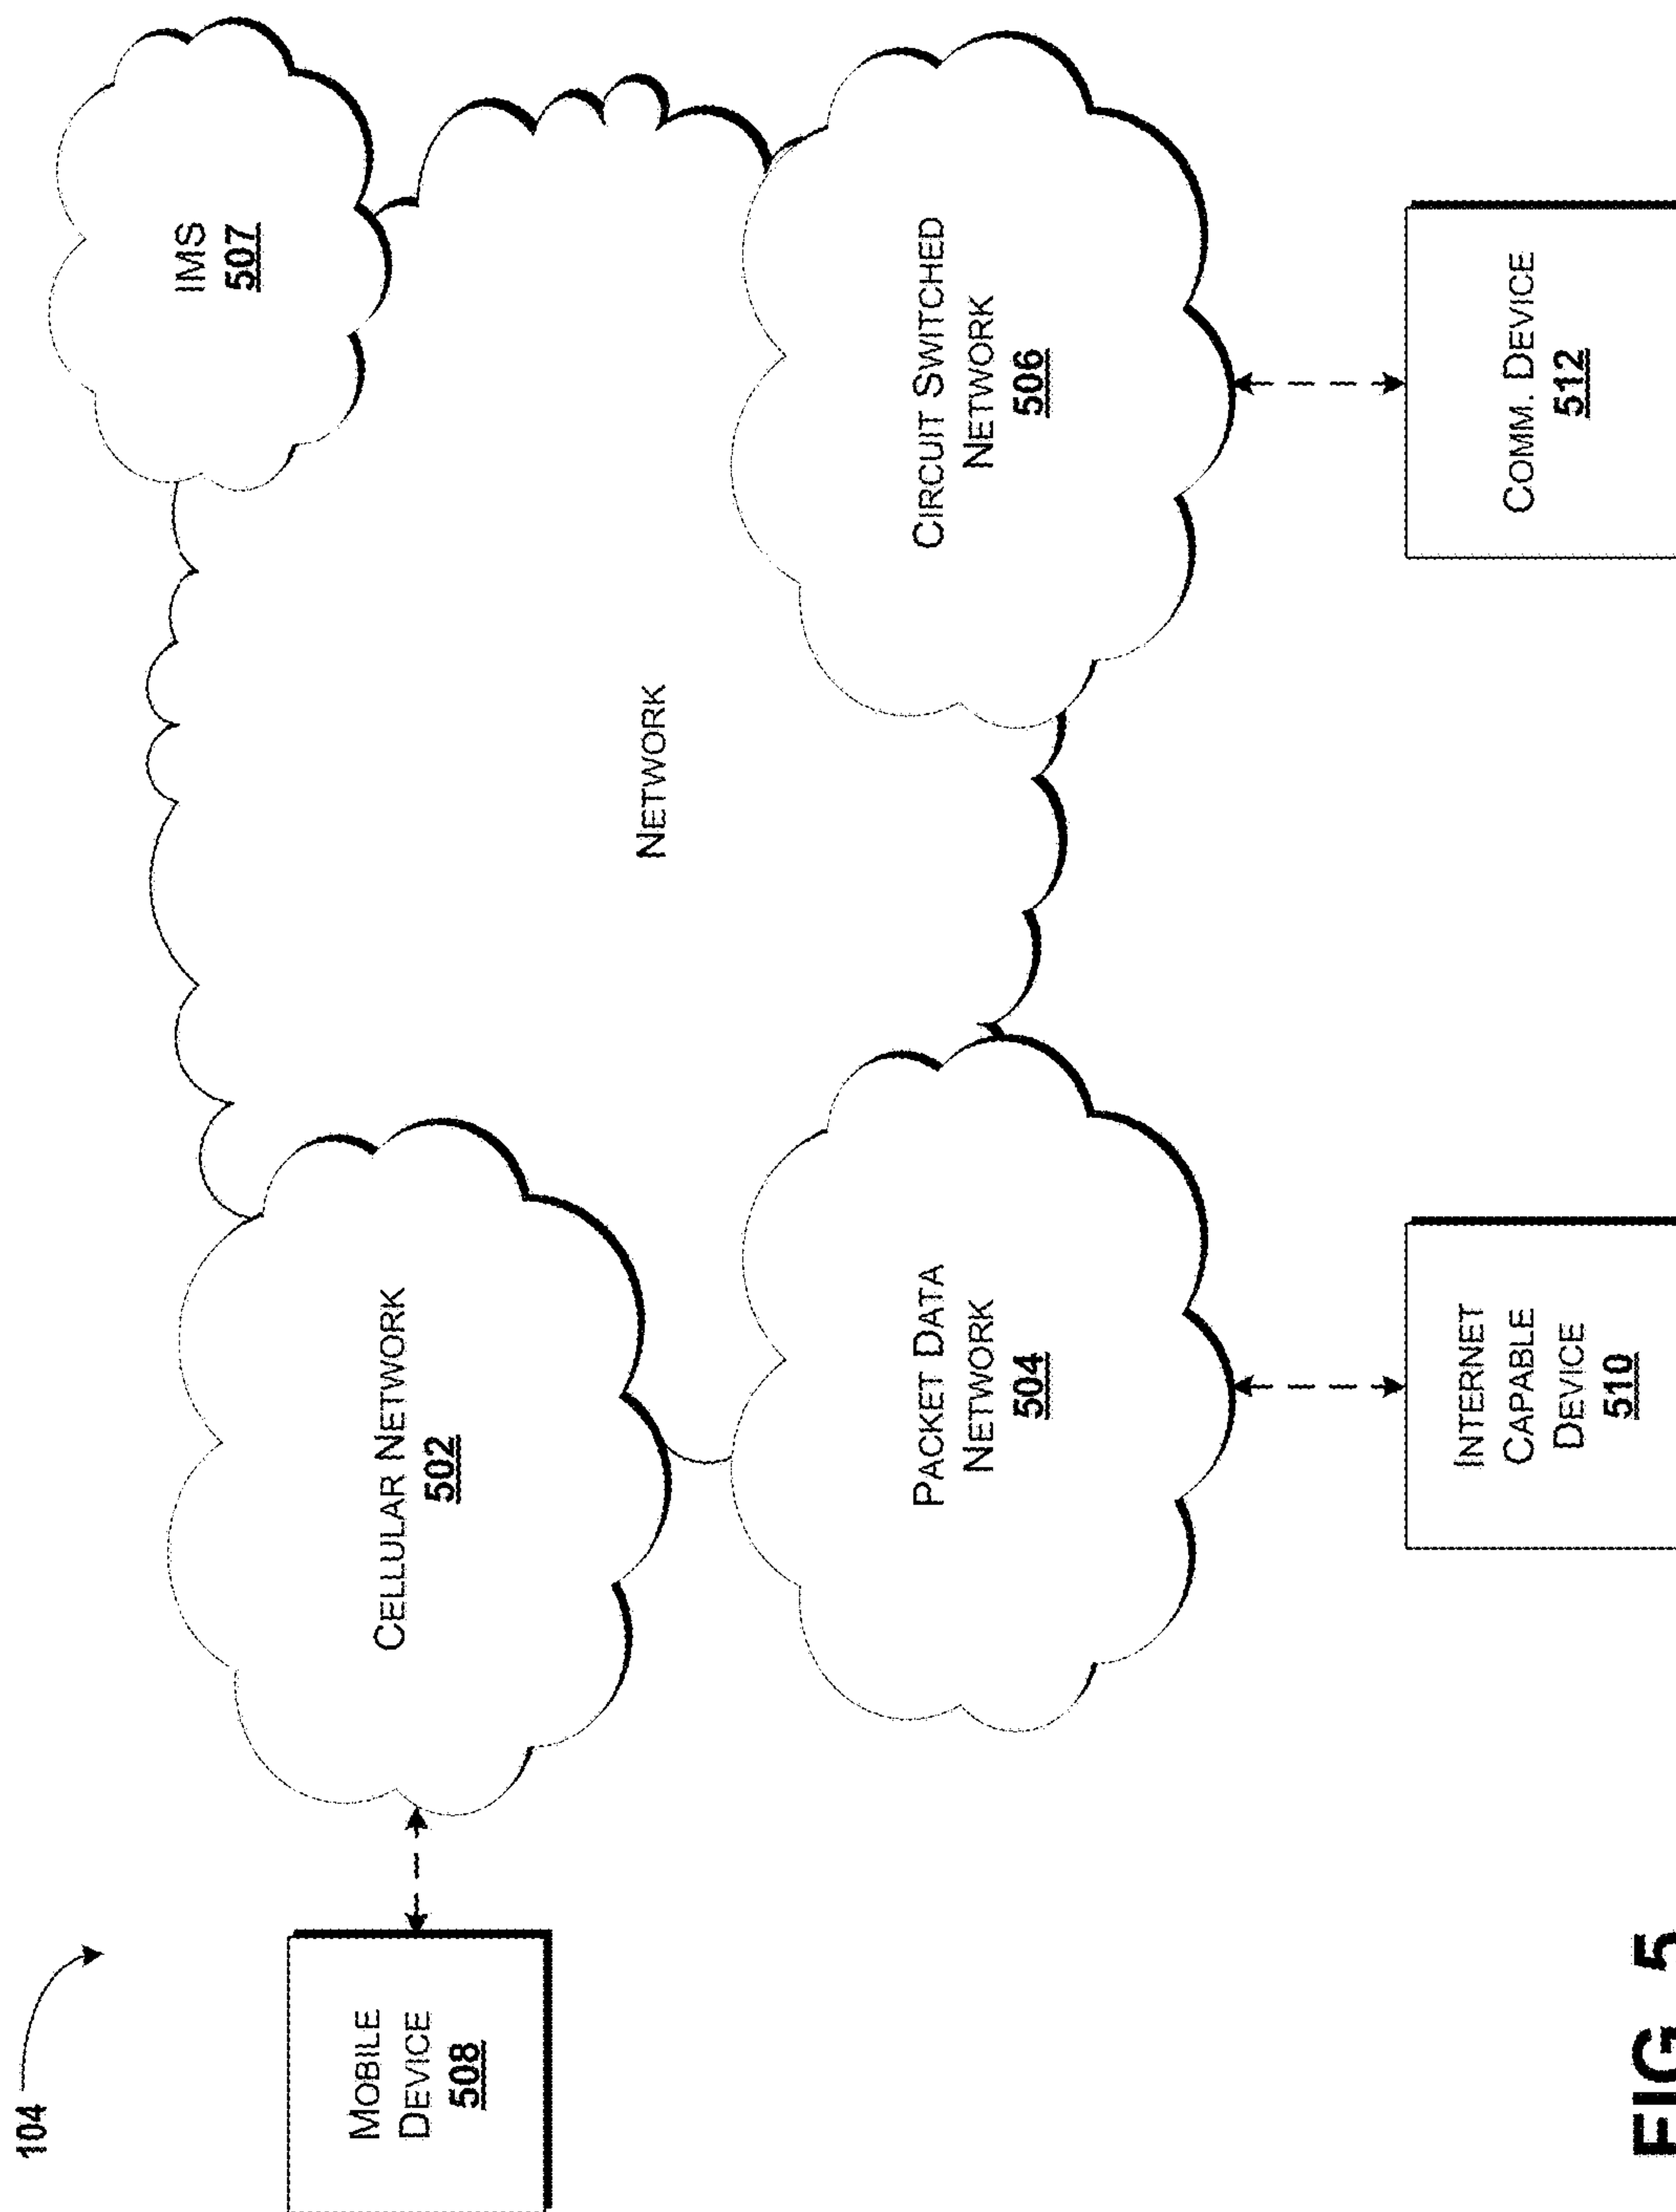 104
MOBILE
DEVICE
508
CELLULAR NETWORK
502
IMS
507
NETWORK
PACKET DATA
NETWORK
504
CIRCUIT SWITCHED
NETWORK
506
INTERNET
CAPABLE
DEVICE
510
COMM. DEVICE
512
FIG. 5